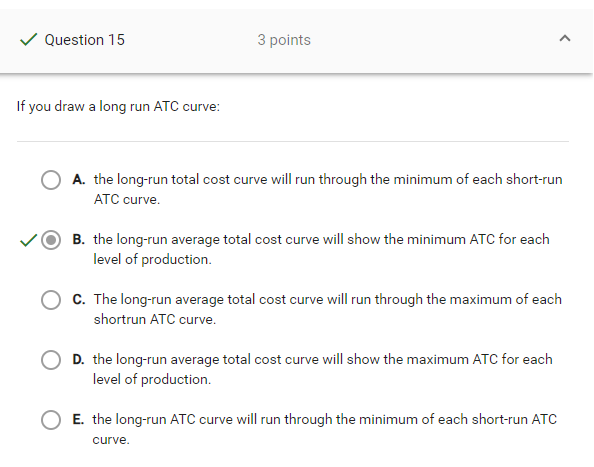 Question 15 3 points
If you draw a long run ATC curve:
A. the long-run total cost curve will run through the minimum of each short-run
ATC curve.
B. the long-run average total cost curve will show the minimum ATC for each
level of production.
C. The long-run average total cost curve will run through the maximum of each
shortrun ATC curve.
D. the long-run average total cost curve will show the maximum ATC for each
level of production.
E. the long-run ATC curve will run through the minimum of each short-run ATC
curve.